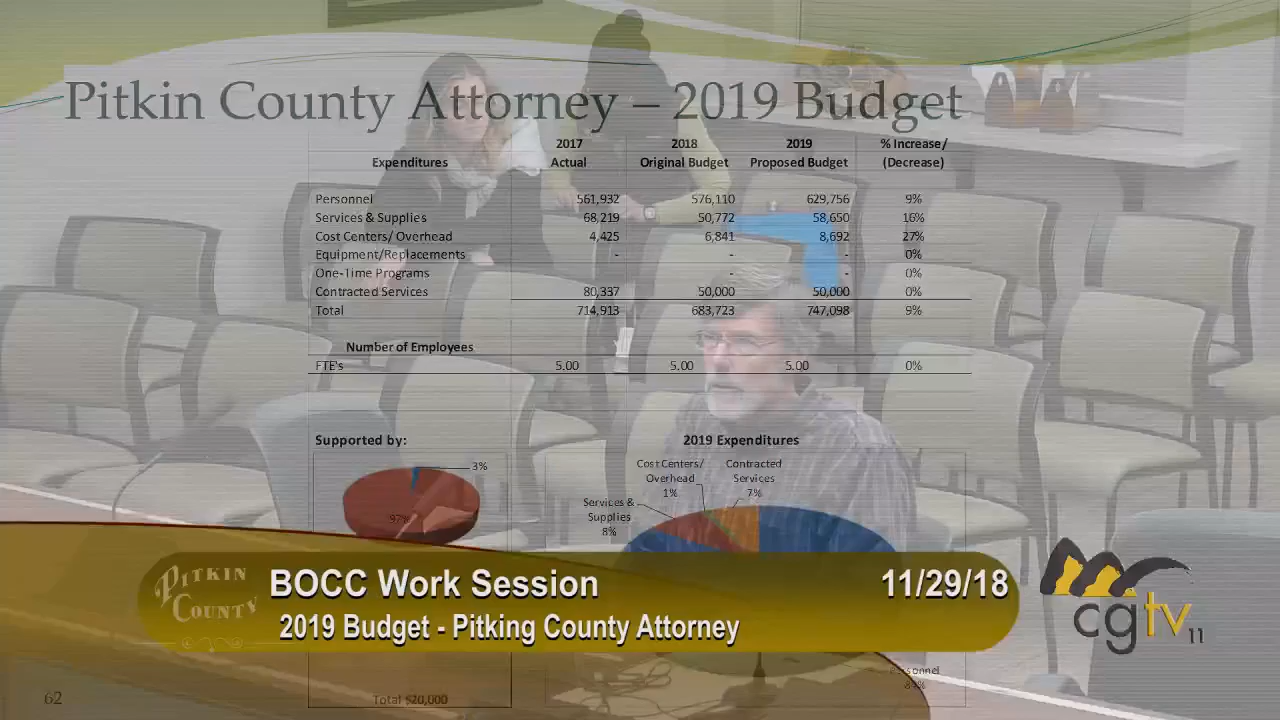 Pitkin County Attorney – 2019 Budget
2017 2018 2019 % Increase/
Expenditures Actual Original Budget Proposed Budget (Decrease)
Personnel 561,932 576,110 629,756 9%
Services & Supplies 68,219 50,772 58,650 16%
Cost Centers/ Overhead 4,425 6,841 8,692 27%
Equipment/Replacements - - - 0%
One-Time Programs - - - 0%
Contracted Services 80,337 50,000 50,000 0%
Total 714,913 683,723 747,098 9%
Number of Employees
FTE's 5.00 5.00 5.00 0%
Supported by:
3%
97%
2019 Expenditures
Cost Centers/
Overhead
1%
Contracted
Services
7%
Services &
Supplies
8%
PITKIN
COUNTY
BOCC Work Session 11/29/18
2019 Budget - Pitking County Attorney
cgtv11
Personnel
62
Total $20,000